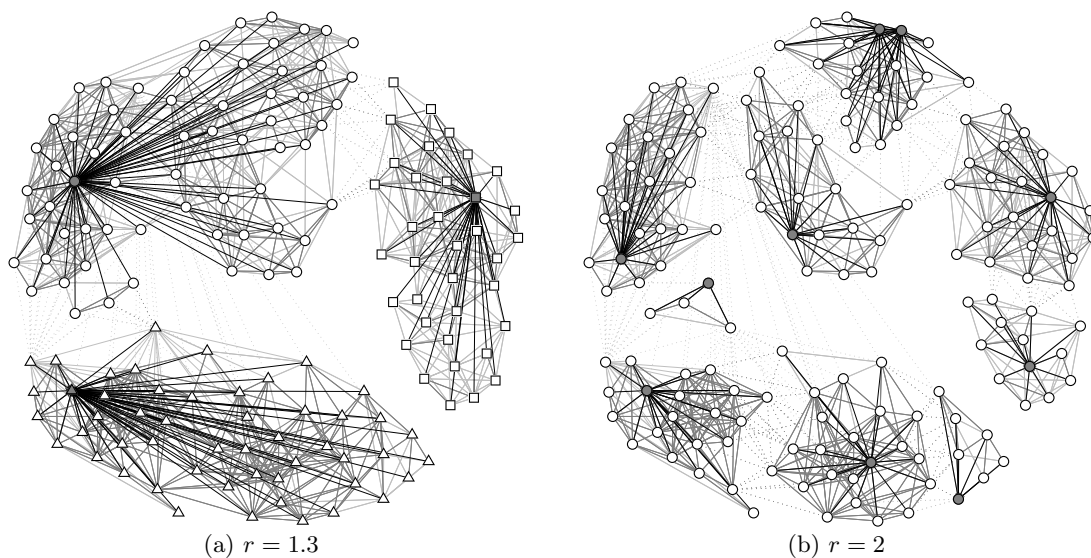 (a) r = 1.3
(b) r = 2